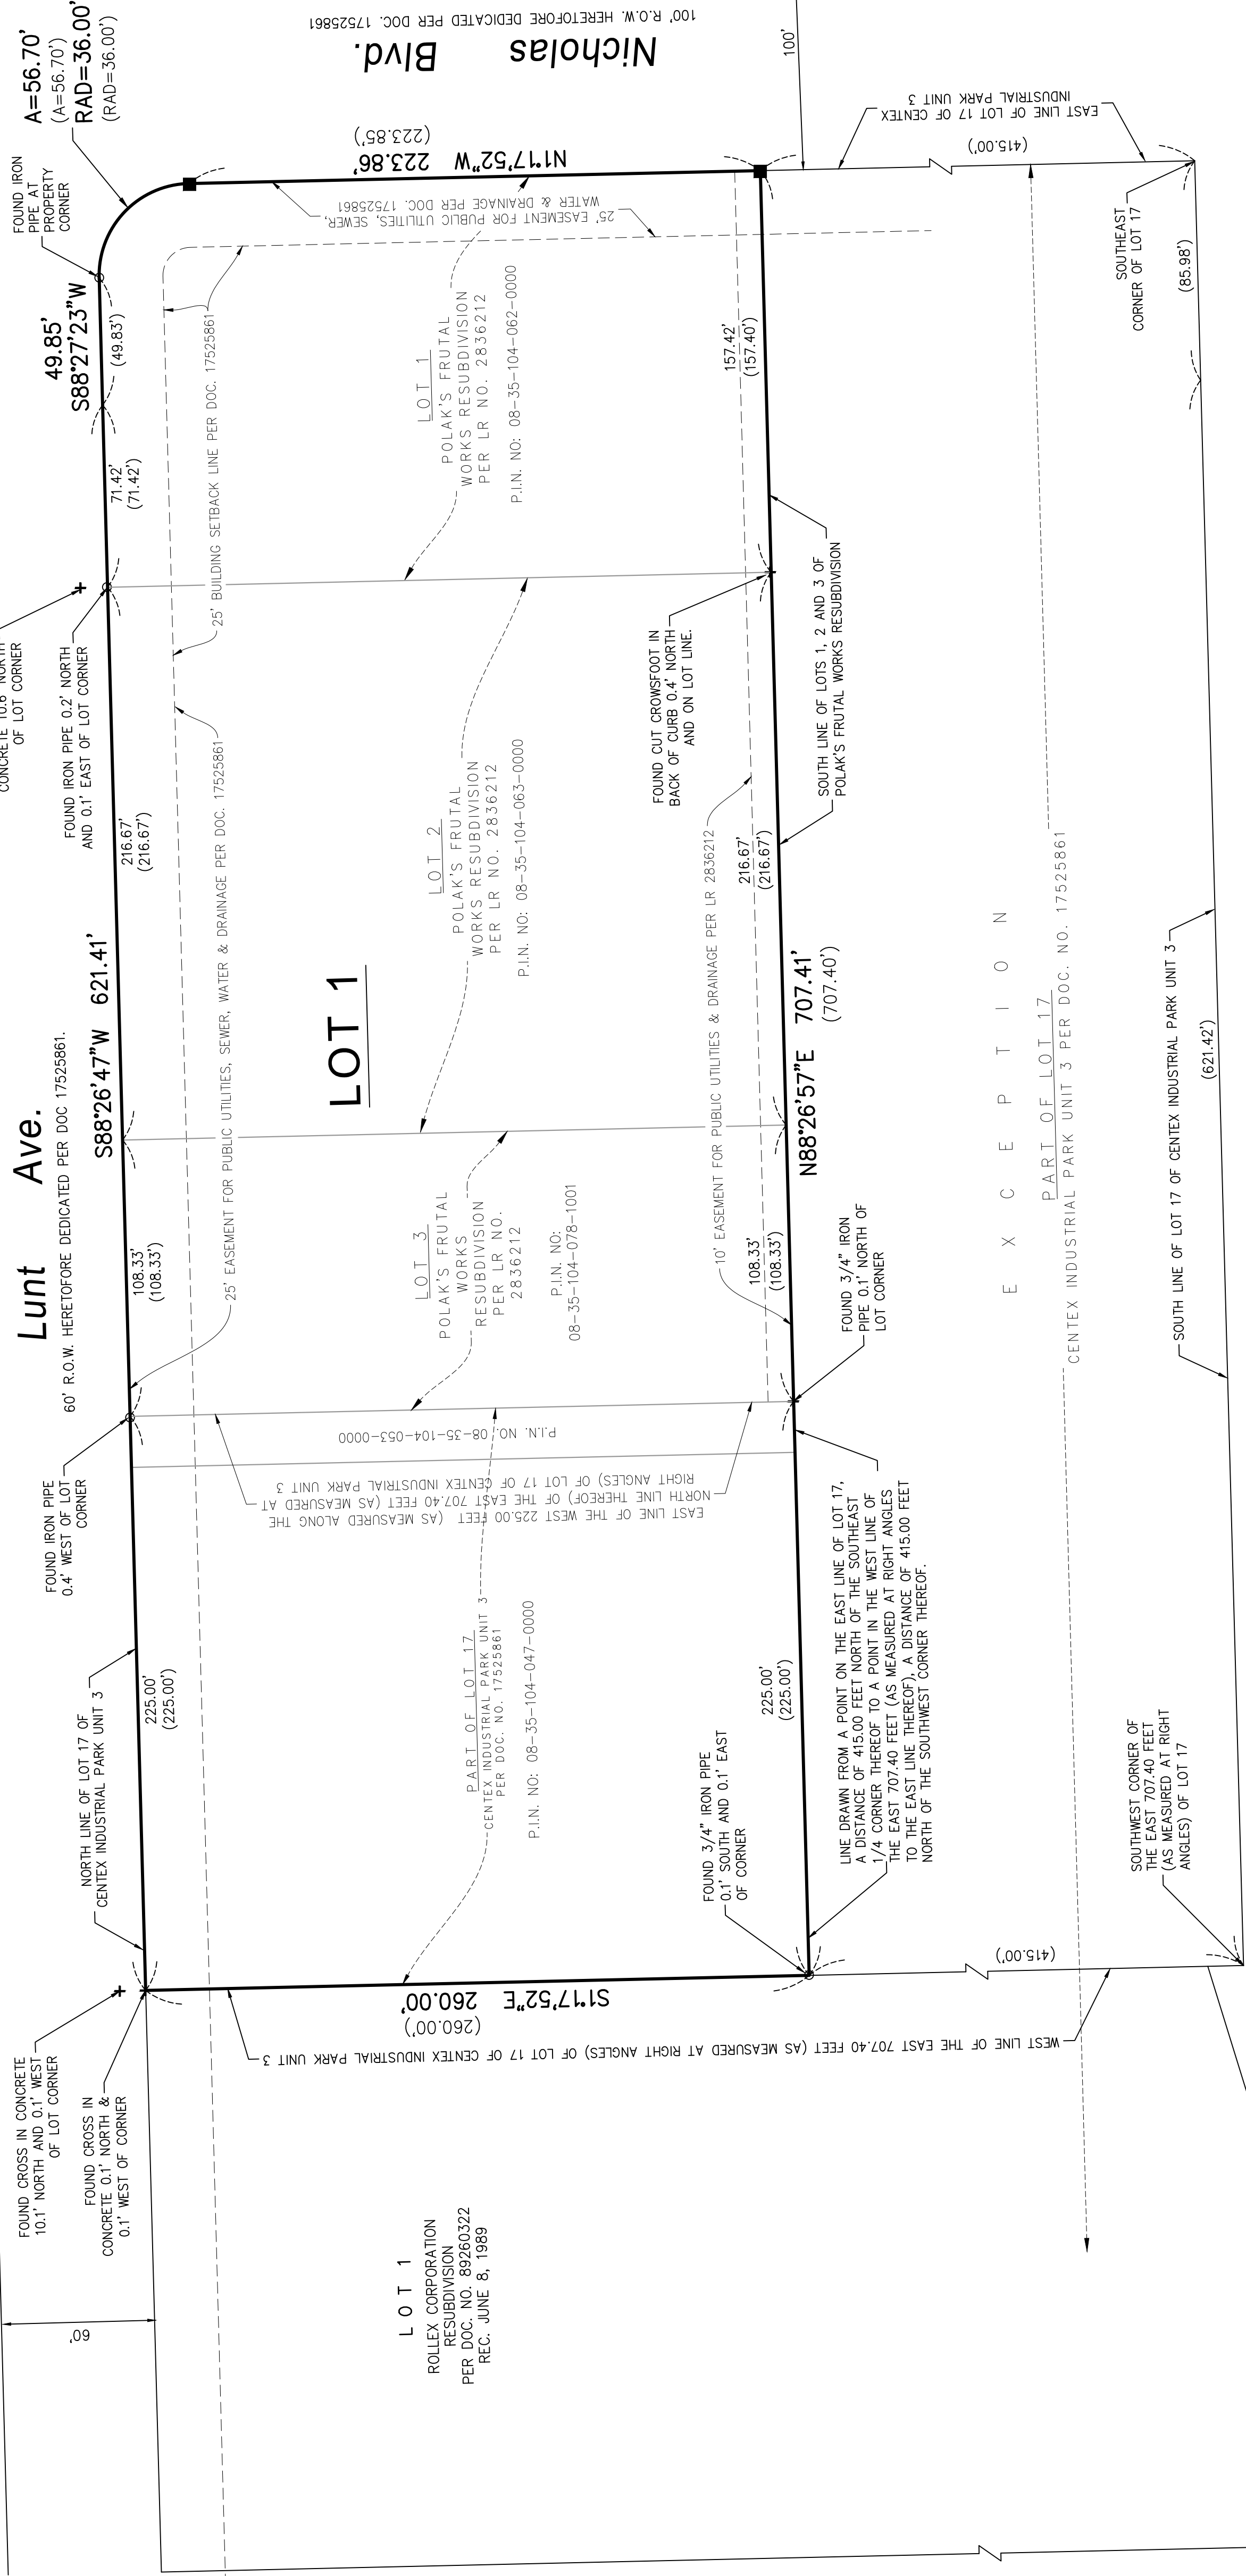 Lunt Ave.
60' R.O.W. HERETOFORE DEDICATED PER DOC 17525861.
S88°26'47"W 621.41'
49.85'
S88°27'23"W
(49.83')
A=56.70'
(A=56.70')
RAD=36.00'
(RAD=36.00')
FOUND IRON
PIPE AT
PROPERTY
CORNER
OF LOT CORNER
FOUND IRON PIPE 0.2' NORTH
AND 0.1' EAST OF LOT CORNER
FOUND IRON PIPE
0.4' WEST OF LOT
CORNER
NORTH LINE OF LOT 17 OF
CENTEX INDUSTRIAL PARK UNIT 3
FOUND CROSS IN CONCRETE
10.1' NORTH AND 0.1' WEST
OF LOT CORNER
FOUND CROSS IN
CONCRETE 0.1' NORTH &
0.1' WEST OF CORNER
60'
225.00'
(225.00')
108.33'
(108.33')
216.67'
(216.67')
71.42'
(71.42')
25' EASEMENT FOR PUBLIC UTILITIES, SEWER, WATER & DRAINAGE PER DOC. 17525861
25' BUILDING SETBACK LINE PER DOC. 17525861
Nicholas Blvd.
100' R.O.W. HERETOFORE DEDICATED PER DOC. 17525861
N1°17'52"W 223.86'
(223.85')
25' EASEMENT FOR PUBLIC UTILITIES, SEWER,
WATER & DRAINAGE PER DOC. 17525861
100'
LOT 1
LOT 1
POLAK'S FRUTAL
WORKS RESUBDIVISION
PER LR NO. 2836212
P.I.N. NO: 08-35-104-062-0000
LOT 2
POLAK'S FRUTAL
WORKS RESUBDIVISION
PER LR NO. 2836212
P.I.N. NO: 08-35-104-063-0000
LOT 3
POLAK'S FRUTAL
WORKS
RESUBDIVISION
PER LR NO.
2836212
P.I.N. NO:
08-35-104-078-1001
P.I.N. NO. 08-35-104-053-0000
EAST LINE OF THE WEST 225.00 FEET (AS MEASURED ALONG THE
NORTH LINE THEREOF) OF THE EAST 707.40 FEET (AS MEASURED AT
RIGHT ANGLES) OF LOT 17 OF CENTEX INDUSTRIAL PARK UNIT 3
PART OF LOT 17
CENTEX INDUSTRIAL PARK UNIT 3
PER DOC. NO. 17525861
P.I.N. NO: 08-35-104-047-0000
S1°17'52"E 260.00'
(260.00')
WEST LINE OF THE EAST 707.40 FEET (AS MEASURED AT RIGHT ANGLES) OF LOT 17 OF CENTEX INDUSTRIAL PARK UNIT 3
LOT 1
ROLLEX CORPORATION
RESUBDIVISION
PER DOC. NO. 89260322
REC. JUNE 8, 1989
FOUND 3/4" IRON PIPE
0.1' SOUTH AND 0.1' EAST
OF CORNER
225.00'
(225.00')
108.33'
(108.33')
216.67'
(216.67')
157.42'
(157.40')
10' EASEMENT FOR PUBLIC UTILITIES & DRAINAGE PER LR 2836212
FOUND CUT CROWSFOOT IN
BACK OF CURB 0.4' NORTH
AND ON LOT LINE.
N88°26'57"E 707.41'
(707.40')
FOUND 3/4" IRON
PIPE 0.1' NORTH OF
LOT CORNER
SOUTH LINE OF LOTS 1, 2 AND 3 OF
POLAK'S FRUTAL WORKS RESUBDIVISION
LINE DRAWN FROM A POINT ON THE EAST LINE OF LOT 17,
A DISTANCE OF 415.00 FEET NORTH OF THE SOUTHEAST
1/4 CORNER THEREOF TO A POINT IN THE WEST LINE OF
THE EAST 707.40 FEET (AS MEASURED AT RIGHT ANGLES
TO THE EAST LINE THEREOF), A DISTANCE OF 415.00 FEET
NORTH OF THE SOUTHWEST CORNER THEREOF.
EXCEPTION
PART OF LOT 17
CENTEX INDUSTRIAL PARK UNIT 3 PER DOC. NO. 17525861
EAST LINE OF LOT 17 OF CENTEX
INDUSTRIAL PARK UNIT 3
(415.00')
(415.00')
SOUTHEAST
CORNER OF LOT 17
(85.98')
SOUTHWEST CORNER OF
THE EAST 707.40 FEET
(AS MEASURED AT RIGHT
ANGLES) OF LOT 17
SOUTH LINE OF LOT 17 OF CENTEX INDUSTRIAL PARK UNIT 3
(621.42')